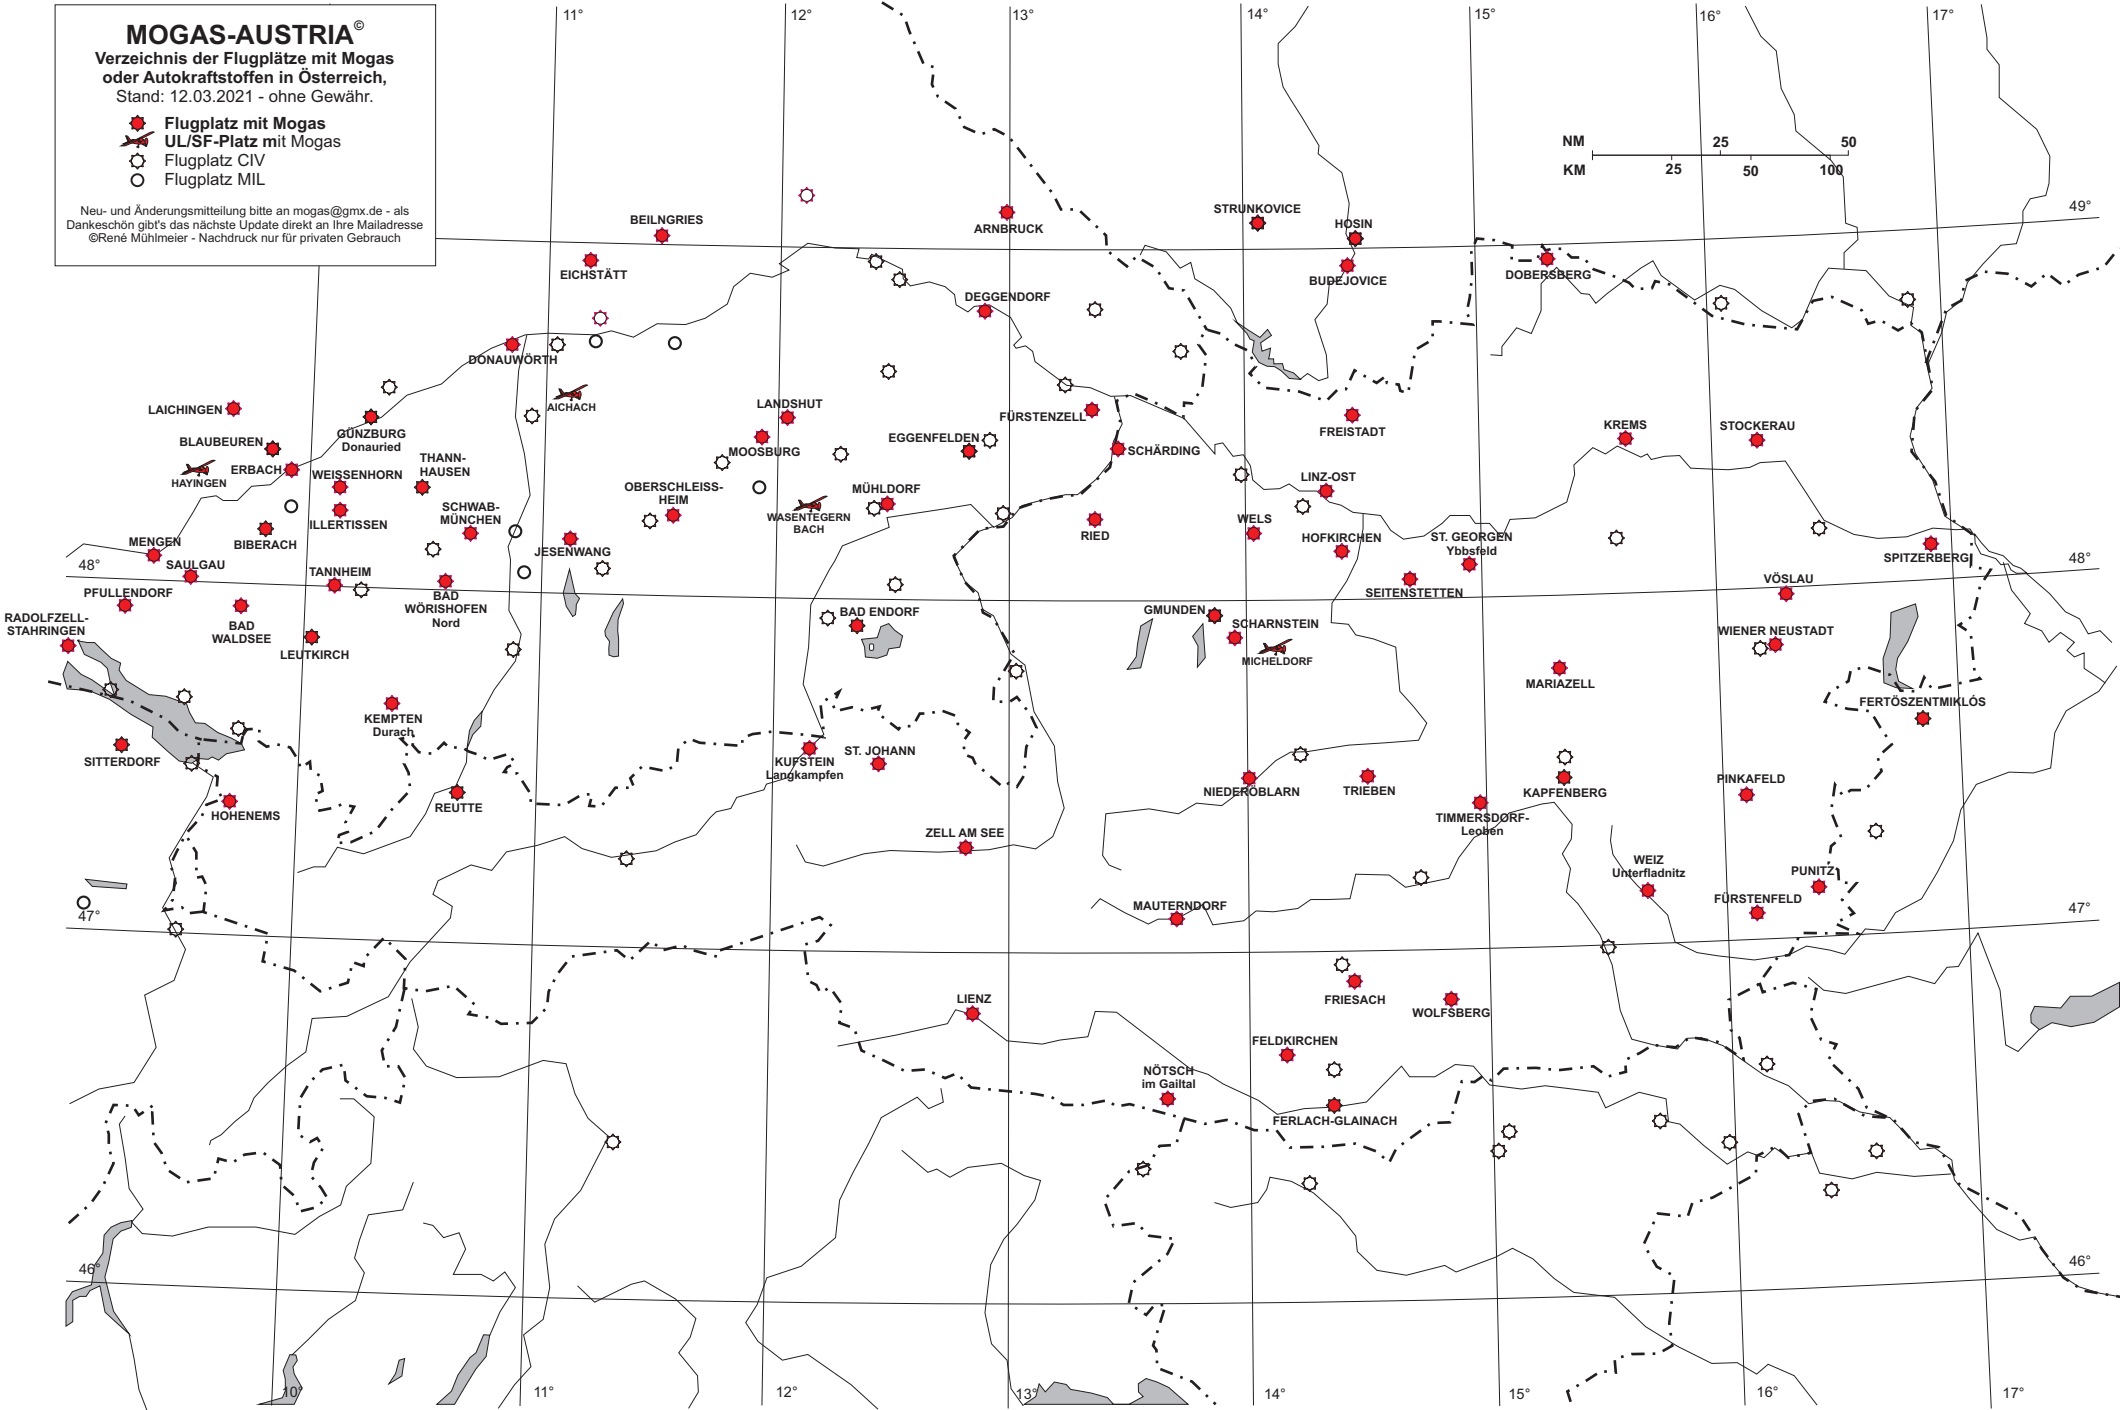 MOGAS-AUSTRIA©
Verzeichnis der Flugplätze mit Mogas
oder Autokraftstoffen in Österreich,
Stand: 12.03.2021 - ohne Gewähr.
Flugplatz mit Mogas
UL/SF-Platz mit Mogas
Flugplatz CIV
Flugplatz MIL
Neu- und Änderungsmitteilung bitte an mogas@gmx.de - als
Dankeschön gibt's das nächste Update direkt an Ihre Mailadresse
©René Mühlmeier - Nachdruck nur für privaten Gebrauch
11°
12°
13°
14°
15°
16°
17°
NM
25
50
KM
25
50
100
49°
BEILNGRIES
ARNBRUCK
STRUNKOVICE
HOSIN
EICHSTÄTT
BUDEJOVICE
DOBERSBERG
DEGGENDORF
DONAUWÖRTH
AICHACH
LAICHINGEN
LANDSHUT
FÜRSTENZELL
FREISTADT
KREMS
STOCKERAU
GÜNZBURG
Donauried
BLAUBEUREN
MOOSBURG
EGGENFELDEN
SCHÄRDING
ERBACH
HAYINGEN
WEISSENHORN
THANN-
HAUSEN
OBERSCHLEISS-
HEIM
MÜHLDORF
LINZ-OST
WASENTEGERN
BACH
ILLERTISSEN
SCHWAB-
MÜNCHEN
WELS
RIED
BIBERACH
JESENWANG
HOFKIRCHEN
ST. GEORGEN
Ybbsfeld
MENGEN
SPITZERBERG
48°
SAULGAU
TANNHEIM
48°
VÖSLAU
PFULLENDORF
BAD
WÖRISHOFEN
Nord
SEITENSTETTEN
RADOLFZELL-
STAHRINGEN
BAD
WALDSEE
BAD ENDORF
GMUNDEN
SCHARNSTEIN
WIENER NEUSTADT
LEUTKIRCH
MICHELDORF
MARIAZELL
FERTÖSZENTMIKLÓS
KEMPTEN
Durach
SITTERDORF
KUFSTEIN
Langkampfen
ST. JOHANN
NIEDERÖBLARN
TRIEBEN
KAPFENBERG
PINKAFELD
HOHENEMS
REUTTE
TIMMERSDORF-
Leoben
ZELL AM SEE
WEIZ
Unterfladnitz
PUNITZ
FÜRSTENFELD
47°
MAUTERNDORF
47°
LIENZ
FRIESACH
WOLFSBERG
FELDKIRCHEN
NÖTSCH
im Gailtal
FERLACH-GLAINACH
46°
46°
10°
11°
12°
13°
14°
15°
16°
17°